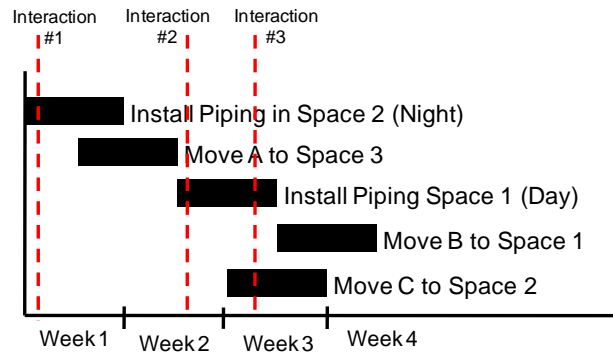 Interaction
#1
Interaction
#2
Interaction
#3
Install Piping in Space 2 (Night)
Move A to Space 3
Install Piping Space 1 (Day)
Move B to Space 1
Move C to Space 2
Week 1
Week 2
Week 3
Week 4